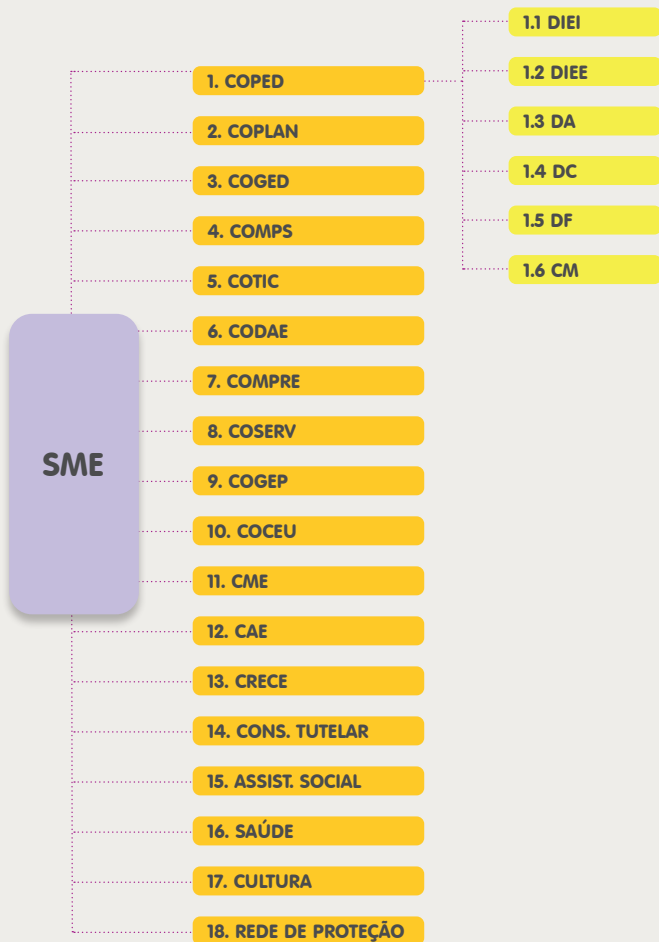 SME
1. COPED
2. COPLAN
3. COGED
4. COMPS
5. COTIC
6. CODAE
7. COMPRE
8. COSERV
9. COGEP
10. COCEU
11. CME
12. CAE
13. CRECE
14. CONS. TUTELAR
15. ASSIST. SOCIAL
16. SAÚDE
17. CULTURA
18. REDE DE PROTEÇÃO
1.1 DIEI
1.2 DIEE
1.3 DA
1.4 DC
1.5 DF
1.6 CM